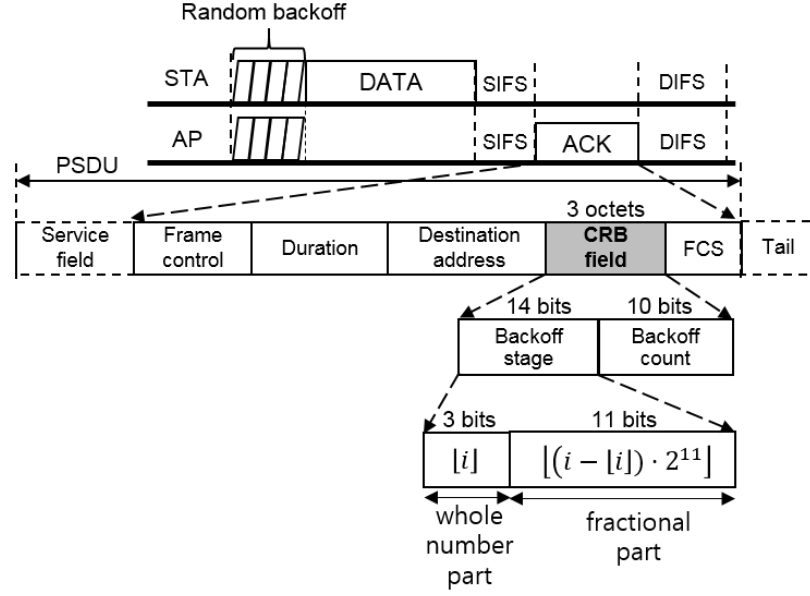 Random backoff
STA
DATA
SIFS
DIFS
AP
SIFS
ACK
DIFS
PSDU
3 octets
Service
field
Frame
control
Duration
Destination
address
CRB
field
FCS
Tail
14 bits
10 bits
Backoff
stage
Backoff
count
3 bits
11 bits
⌊i⌋
⌊(i − ⌊i⌋) · 2¹¹⌋
whole
number
part
fractional
part